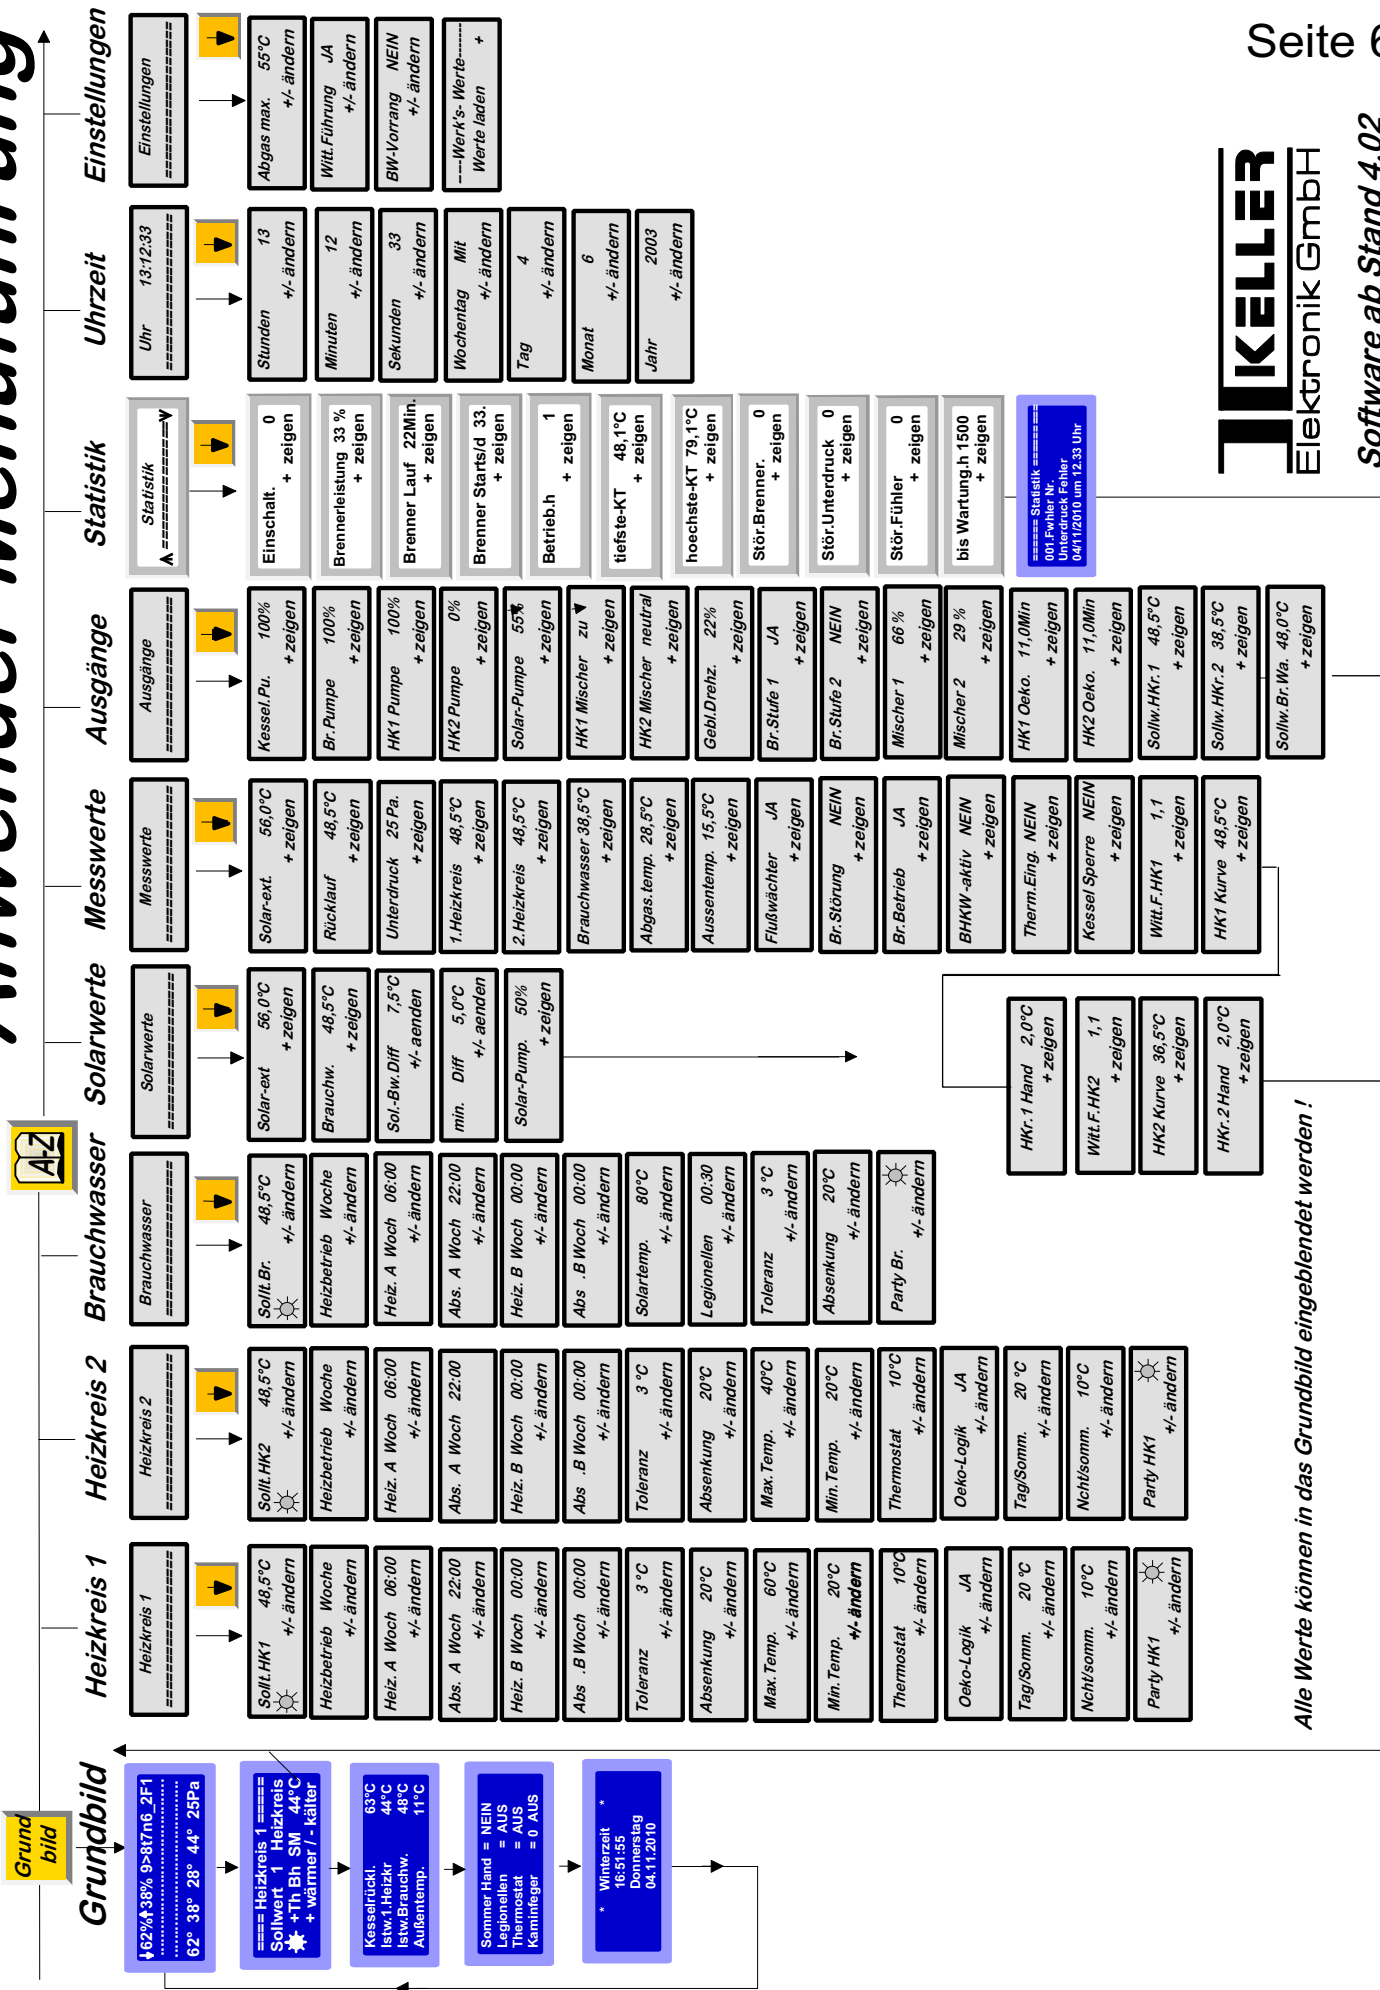 Seite 6
KELLER
Elektronik GmbH
Software ab Stand 4.02
A-Z
Grund
bild
Grundbild
62% 38% 9>8t7n6_2F1
62° 38° 28° 44° 25Pa
==== Heizkreis 1 =====
Sollwert 1 Heizkreis
+Th Bh SM 44°C
+ wärmer / - kälter
Kesselrückl. 63°C
Istw.1.Heizkr 44°C
Istw.Brauchw. 48°C
Außentemp. 11°C
Sommer Hand = NEIN
Legionellen = AUS
Thermostat = AUS
Kaminfeger = 0 AUS
* Winterzeit *
16:51:55
Donnerstag
04.11.2010
Heizkreis 1
Heizkreis 1
====================
Sollt.HK1 48,5°C
+/- ändern
Heizbetrieb Woche
+/- ändern
Heiz. A Woch 06:00
+/- ändern
Abs. A Woch 22:00
+/- ändern
Heiz. B Woch 00:00
+/- ändern
Abs .B Woch 00:00
+/- ändern
Toleranz 3 °C
+/- ändern
Absenkung 20°C
+/- ändern
Max.Temp. 60°C
+/- ändern
Min.Temp. 20°C
+/- ändern
Thermostat 10°C
+/- ändern
Oeko-Logik JA
+/- ändern
Tag/Somm. 20 °C
+/- ändern
Ncht/somm. 10°C
+/- ändern
Party HK1
+/- ändern
Heizkreis 2
Heizkreis 2
====================
Sollt.HK2 48,5°C
+/- ändern
Heizbetrieb Woche
+/- ändern
Heiz. A Woch 06:00
+/- ändern
Abs. A Woch 22:00
Heiz. B Woch 00:00
+/- ändern
Abs .B Woch 00:00
+/- ändern
Toleranz 3 °C
+/- ändern
Absenkung 20°C
+/- ändern
Max.Temp. 40°C
+/- ändern
Min.Temp. 20°C
+/- ändern
Thermostat 10°C
+/- ändern
Oeko-Logik JA
+/- ändern
Tag/Somm. 20 °C
+/- ändern
Ncht/somm. 10°C
+/- ändern
Party HK1
+/- ändern
Brauchwasser
Brauchwasser
====================
Sollt.Br. 48,5°C
+/- ändern
Heizbetrieb Woche
+/- ändern
Heiz. A Woch 06:00
+/- ändern
Abs. A Woch 22:00
+/- ändern
Heiz. B Woch 00:00
+/- ändern
Abs .B Woch 00:00
+/- ändern
Solartemp. 80°C
+/- ändern
Legionellen 00:30
+/- ändern
Toleranz 3 °C
+/- ändern
Absenkung 20°C
+/- ändern
Party Br.
+/- ändern
Solarwerte
Solarwerte
====================
Solar-ext 56,0°C
+ zeigen
Brauchw. 48,5°C
+ zeigen
Sol.-Bw.Diff 7,5°C
+/- aenden
min. Diff 5,0°C
+/- aenden
Solar-Pump. 50%
+ zeigen
Messwerte
Messwerte
====================
Solar-ext. 56,0°C
+ zeigen
Rücklauf 48,5°C
+ zeigen
Unterdruck 25 Pa.
+ zeigen
1.Heizkreis 48,5°C
+ zeigen
2.Heizkreis 48,5°C
+ zeigen
Brauchwasser 38,5°C
+ zeigen
Abgas.temp. 28,5°C
+ zeigen
Aussentemp. 15,5°C
+ zeigen
Flußwächter JA
+ zeigen
Br.Störung NEIN
+ zeigen
Br.Betrieb JA
+ zeigen
BHKW-aktiv NEIN
+ zeigen
Therm.Eing. NEIN
+ zeigen
Kessel Sperre NEIN
+ zeigen
Witt.F.HK1 1,1
+ zeigen
HK1 Kurve 48,5°C
+ zeigen
HKr. 1 Hand 2,0°C
+ zeigen
Witt.F.HK2 1,1
+ zeigen
HK2 Kurve 36,5°C
+ zeigen
HKr. 2 Hand 2,0°C
+ zeigen
Ausgänge
Ausgänge
====================
Kessel.Pu. 100%
+ zeigen
Br.Pumpe 100%
+ zeigen
HK1 Pumpe 100%
+ zeigen
HK2 Pumpe 0%
+ zeigen
Solar-Pumpe 55%
+ zeigen
HK1 Mischer zu
+ zeigen
HK2 Mischer neutral
+ zeigen
Gebl.Drehz. 22%
+ zeigen
Br.Stufe 1 JA
+ zeigen
Br.Stufe 2 NEIN
+ zeigen
Mischer 1 66 %
+ zeigen
Mischer 2 29 %
+ zeigen
HK1 Oeko. 11,0Min
+ zeigen
HK2 Oeko. 11,0Min
+ zeigen
Sollw.HKr. 1 48,5°C
+ zeigen
Sollw.HKr. 2 38,5°C
+ zeigen
Sollw. Br.Wa. 48,0°C
+ zeigen
Statistik
Statistik
====================
Einschalt. 0
+ zeigen
Brennerleistung 33 %
+ zeigen
Brenner Lauf 22Min.
+ zeigen
Brenner Starts/d 33.
+ zeigen
Betrieb.h 1
+ zeigen
tiefste-KT 48,1°C
+ zeigen
hoechste-KT 79,1°C
+ zeigen
Stör.Brenner. 0
+ zeigen
Stör.Unterdruck 0
+ zeigen
Stör.Fühler 0
+ zeigen
bis Wartung.h 1500
+ zeigen
====== Statistik =======
001.Fwhler Nr.
Unterdruck Fehler
04/11/2010 um 12.33 Uhr
Uhrzeit
Uhr 13:12:33
====================
Stunden 13
+/- ändern
Minuten 12
+/- ändern
Sekunden 33
+/- ändern
Wochentag Mit
+/- ändern
Tag 4
+/- ändern
Monat 6
+/- ändern
Jahr 2003
+/- ändern
Einstellungen
Einstellungen
====================
Abgas max. 55°C
+/- ändern
Witt.Führung JA
+/- ändern
BW-Vorrang NEIN
+/- ändern
----Werk's- Werte-------
Werte laden +
Alle Werte können in das Grundbild eingeblendet werden !